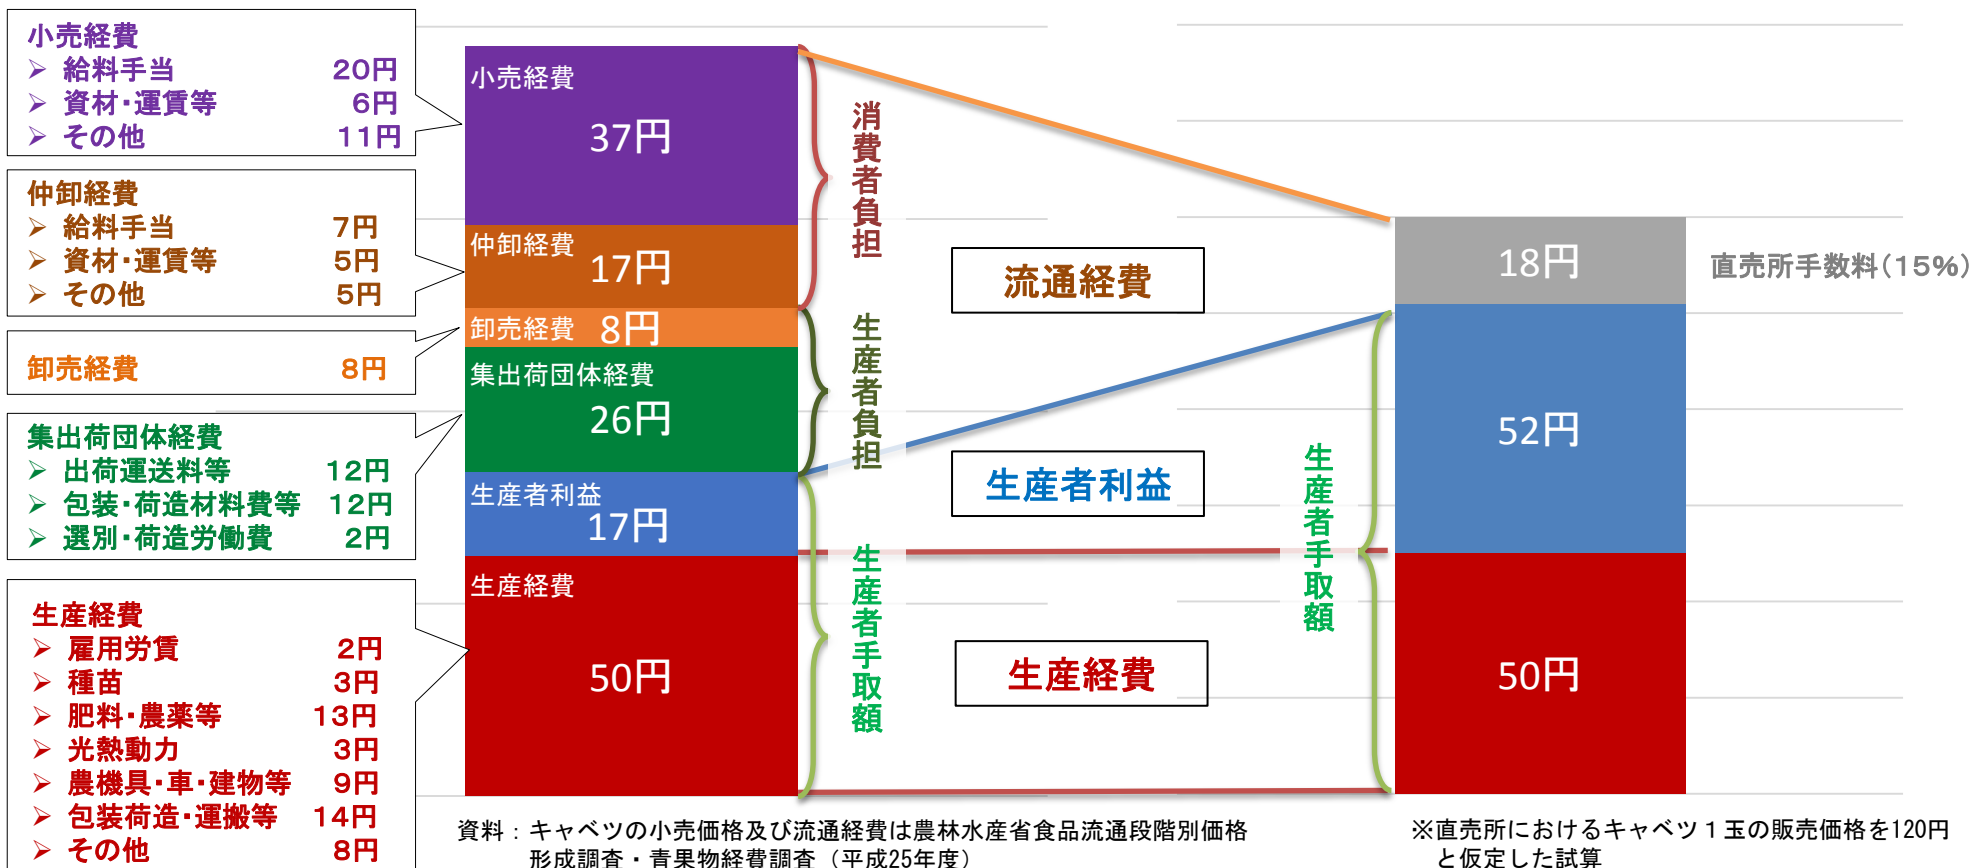 小売経費
➢ 給料手当 20円
➢ 資材・運賃等 6円
➢ その他 11円
仲卸経費
➢ 給料手当 7円
➢ 資材・運賃等 5円
➢ その他 5円
卸売経費 8円
集出荷団体経費
➢ 出荷運送料等 12円
➢ 包装・荷造材料費等 12円
➢ 選別・荷造労働費 2円
生産経費
➢ 雇用労賃 2円
➢ 種苗 3円
➢ 肥料・農薬等 13円
➢ 光熱動力 3円
➢ 農機具・車・建物等 9円
➢ 包装荷造・運搬等 14円
➢ その他 8円
小売経費
37円
仲卸経費
17円
卸売経費 8円
集出荷団体経費
26円
生産者利益
17円
生産経費
50円
消費者負担
生産者負担
生産者手取額
流通経費
生産者利益
生産経費
生産者手取額
18円
52円
50円
直売所手数料(15%)
資料：キャベツの小売価格及び流通経費は農林水産省食品流通段階別価格
形成調査・青果物経費調査（平成25年度）
※直売所におけるキャベツ１玉の販売価格を120円
と仮定した試算